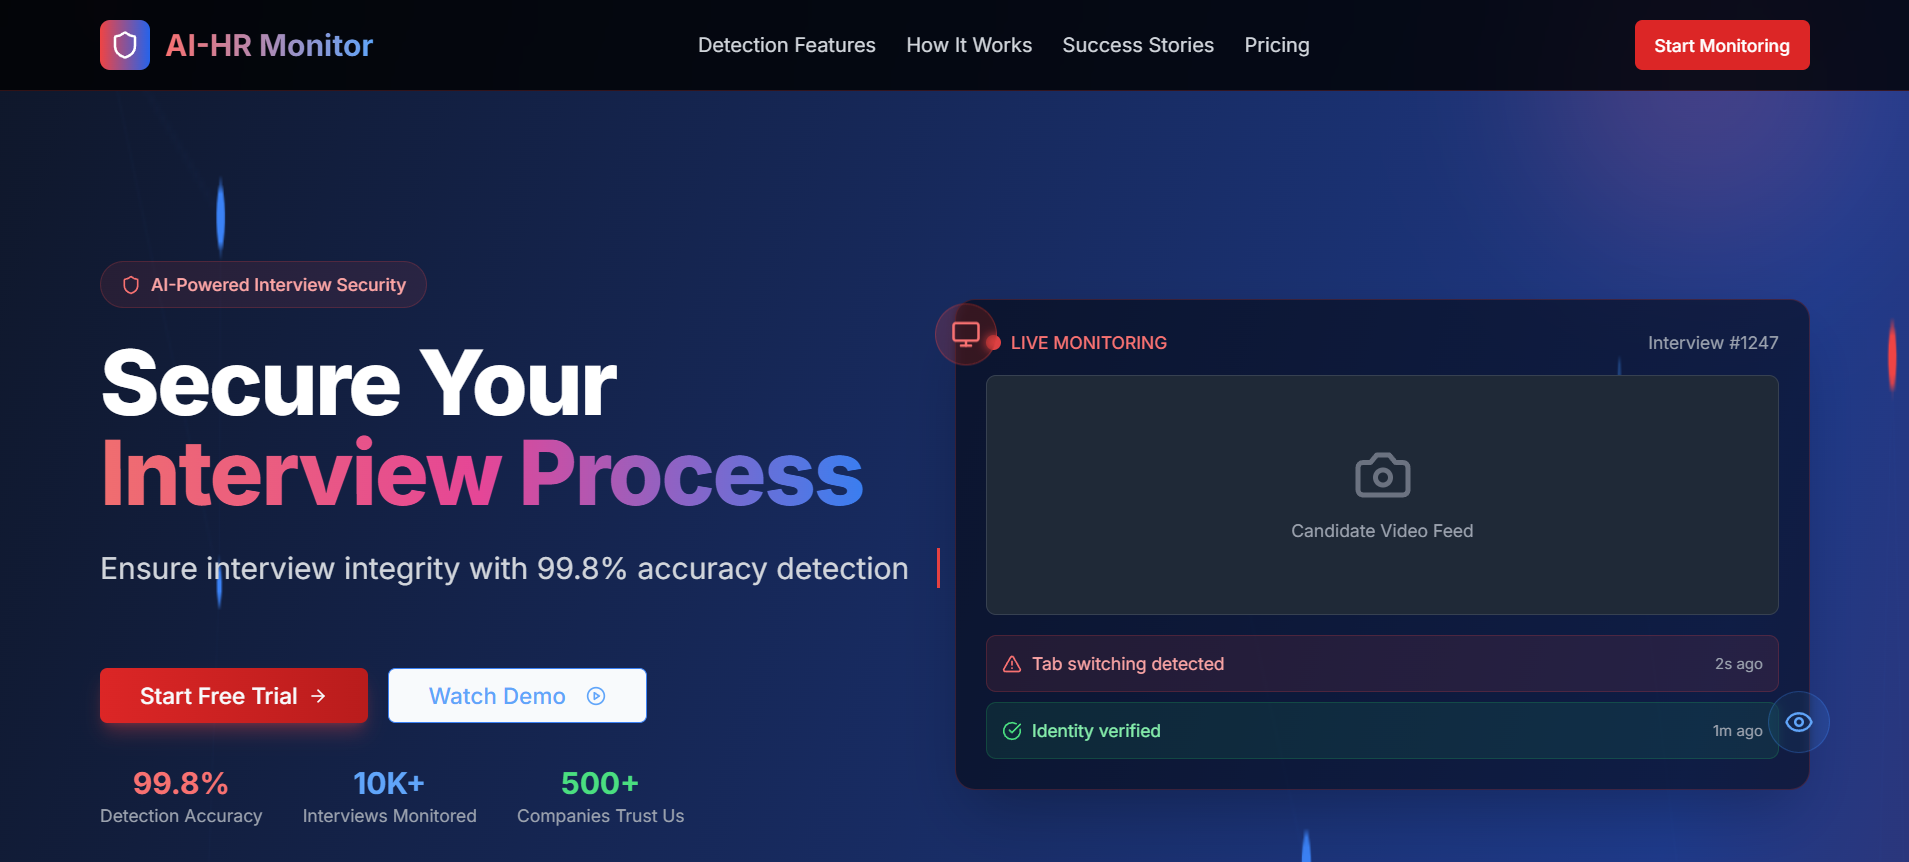 AI-HR Monitor
Detection Features
How It Works
Success Stories
Pricing
Start Monitoring
AI-Powered Interview Security
Secure Your
Interview Process
Ensure interview integrity with 99.8% accuracy detection
Start Free Trial
Watch Demo
99.8%
Detection Accuracy
10K+
Interviews Monitored
500+
Companies Trust Us
LIVE MONITORING
Interview #1247
Candidate Video Feed
Tab switching detected
2s ago
Identity verified
1m ago